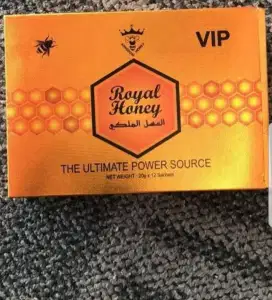 VIP
Royal
Honey
العسل الملكي
THE ULTIMATE POWER SOURCE
NET WEIGHT : 20g x 12 Sachets